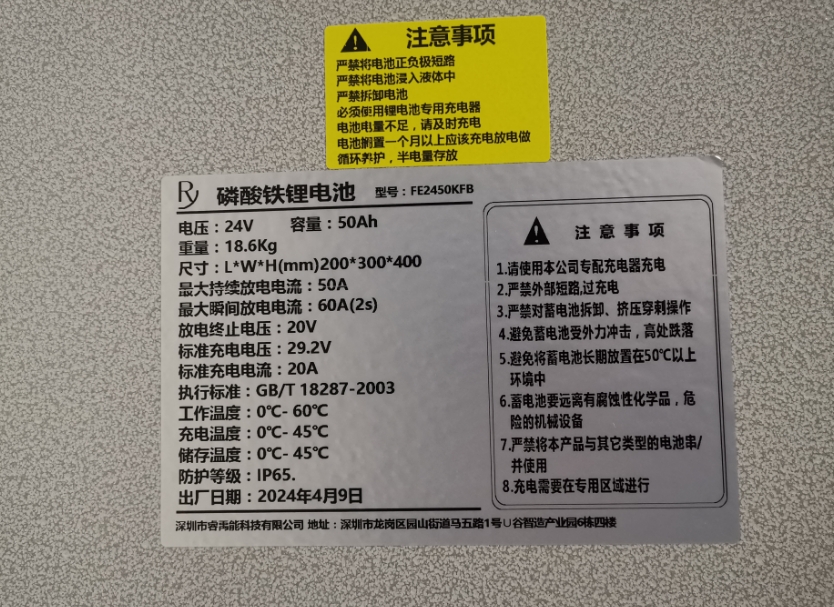 注意事项
严禁将电池正负极短路
严禁将电池浸入液体中
严禁拆卸电池
必须使用锂电池专用充电器
电池电量不足，请及时充电
电池搁置一个月以上应该充电放电做
循环养护，半电量存放
Ry 磷酸铁锂电池 型号：FE2450KFB
电压：24V 容量：50Ah
重量：18.6Kg
尺寸：L*W*H(mm)200*300*400
最大持续放电电流：50A
最大瞬间放电电流：60A(2s)
放电终止电压：20V
标准充电电压：29.2V
标准充电电流：20A
执行标准：GB/T 18287-2003
工作温度：0℃- 60℃
充电温度：0℃- 45℃
储存温度：0℃- 45℃
防护等级：IP65.
出厂日期：2024年4月9日
注意事项
1.请使用本公司专配充电器充电
2.严禁外部短路,过充电
3.严禁对蓄电池拆卸、挤压穿刺操作
4.避免蓄电池受外力冲击，高处跌落
5.避免将蓄电池长期放置在50℃以上
环境中
6.蓄电池要远离有腐蚀性化学品，危
险的机械设备
7.严禁将本产品与其它类型的电池串/
并使用
8.充电需要在专用区域进行
深圳市睿禹能科技有限公司 地址：深圳市龙岗区园山街道马五路1号U谷智造产业园6栋四楼